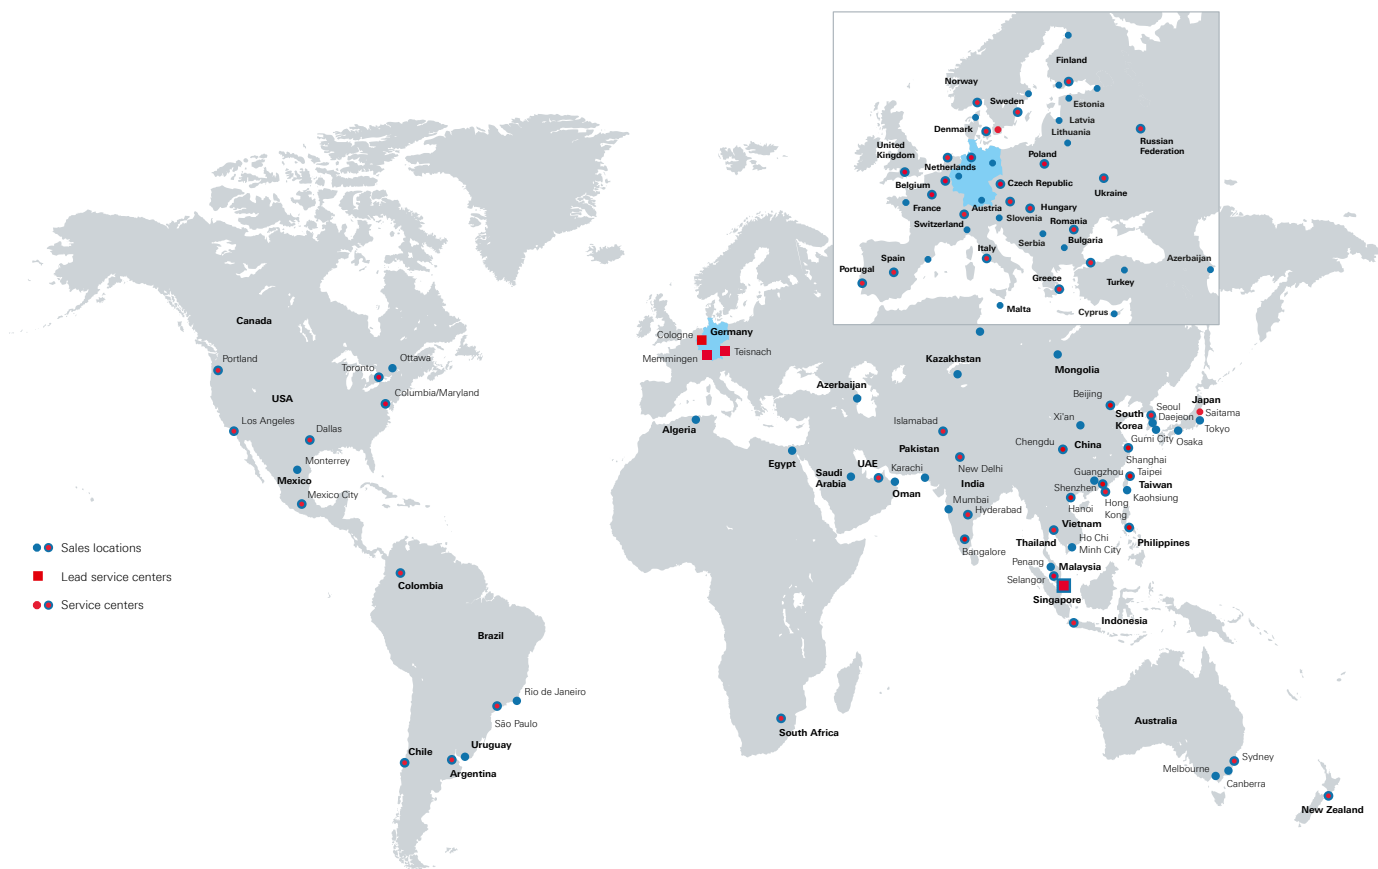 Finland
Norway
Sweden
Estonia
Latvia
Denmark
Lithuania
Russian
Federation
United
Kingdom
Poland
Netherlands
Belgium
Czech Republic
Ukraine
France
Austria
Hungary
Slovenia
Switzerland
Romania
Serbia
Bulgaria
Italy
Spain
Azerbaijan
Portugal
Greece
Turkey
Malta
Cyprus
Canada
Portland
Toronto
Ottawa
Columbia/Maryland
USA
Los Angeles
Dallas
Monterrey
Mexico
Mexico City
Sales locations
Lead service centers
Service centers
Colombia
Brazil
Rio de Janeiro
São Paulo
Uruguay
Chile
Argentina
Cologne
Germany
Memmingen
Teisnach
Algeria
Egypt
Azerbaijan
Kazakhstan
Mongolia
Islamabad
Pakistan
UAE
Saudi
Arabia
Karachi
Oman
New Delhi
India
Mumbai
Hyderabad
Bangalore
Beijing
Xi'an
Chengdu
China
South
Korea
Seoul
Daejeon
Gumi City
Japan
Saitama
Tokyo
Osaka
Shanghai
Guangzhou
Taipei
Taiwan
Shenzhen
Kaohsiung
Hanoi
Hong
Kong
Vietnam
Thailand
Ho Chi
Minh City
Philippines
Penang
Malaysia
Selangor
Singapore
Indonesia
South Africa
Australia
Sydney
Melbourne
Canberra
New Zealand